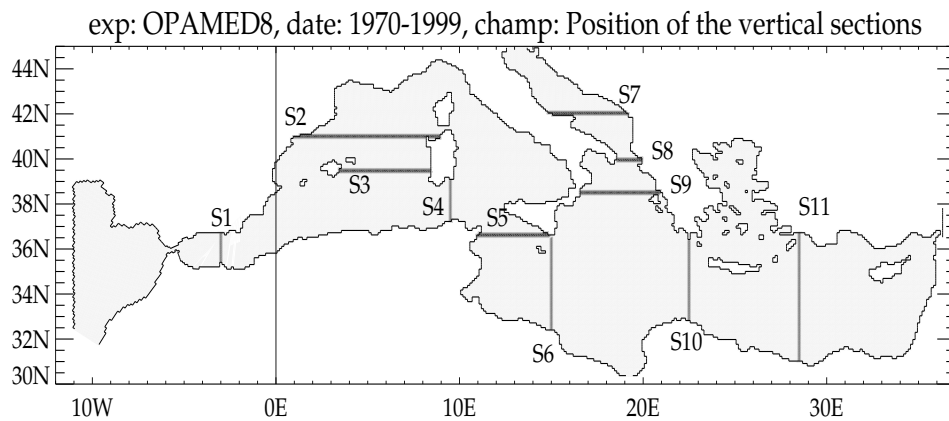 exp: OPAMED8, date: 1970-1999, champ: Position of the vertical sections
44N
S7
S2
42N
S8
40N
S3
S9
38N
S4
S1
S5
S11
36N
34N
32N
S6
S10
30N
10W
0E
10E
20E
30E